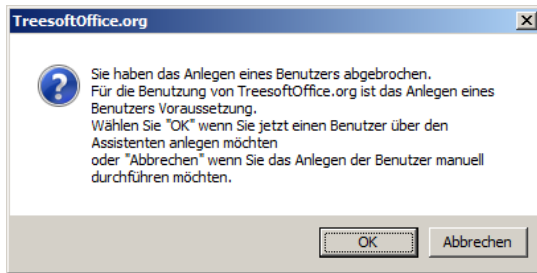 TreesoftOffice.org
Sie haben das Anlegen eines Benutzers abgebrochen.
Für die Benutzung von TreesoftOffice.org ist das Anlegen eines
Benutzers Voraussetzung.
Wählen Sie "OK" wenn Sie jetzt einen Benutzer über den
Assistenten anlegen möchten
oder "Abbrechen" wenn Sie das Anlegen der Benutzer manuell
durchführen möchten.
OK
Abbrechen